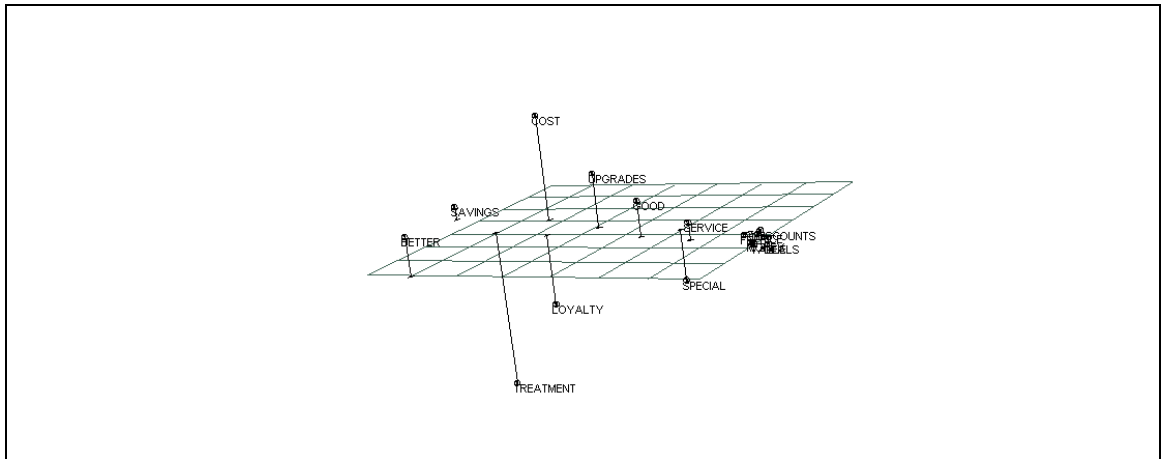 COST
UPGRADES
GOOD
SAVINGS
SERVICE
BETTER
SPECIAL
LOYALTY
TREATMENT